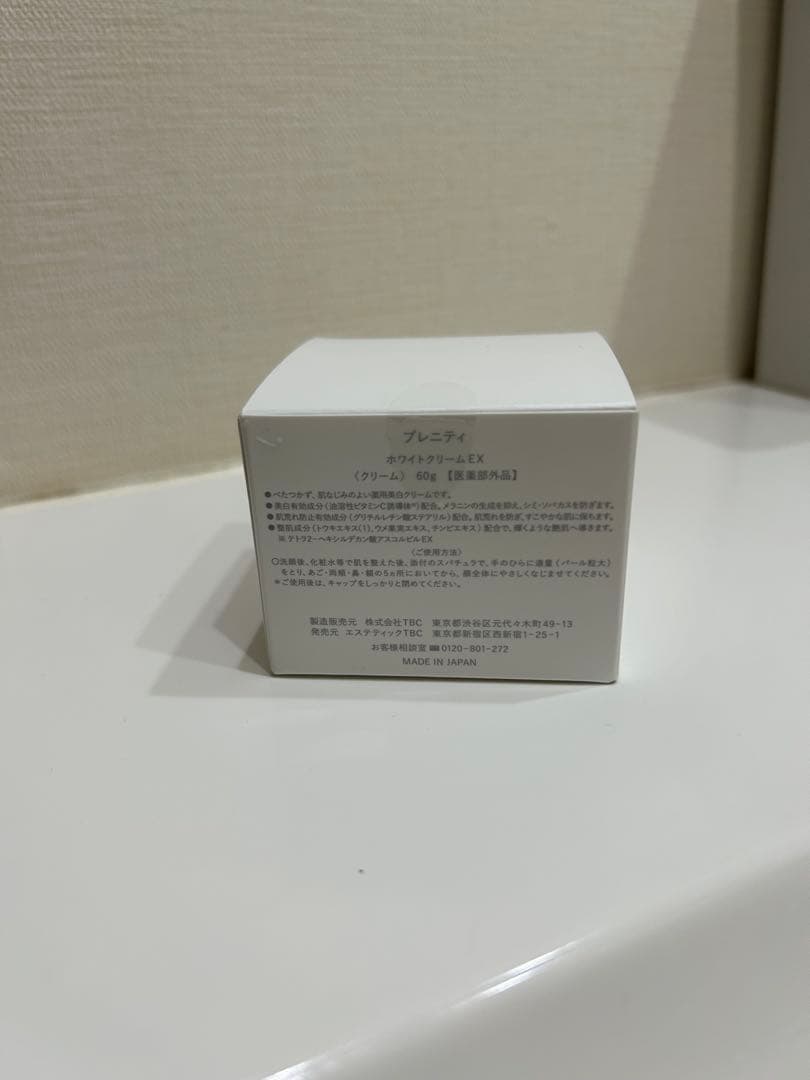 プレニティ
ホワイトクリームEX
〈クリーム〉 60g 【医薬部外品】
●べたつかず、肌なじみのよい薬用美白クリームです。
●美白有効成分(油溶性ビタミンC誘導体※)配合。メラニンの生成を抑え、シミ・ソバカスを防ぎます。
●肌荒れ防止有効成分(グリチルレチン酸ステアリル)配合。肌荒れを防ぎ、すこやかな肌に保ちます。
●整肌成分(トウキエキス(1)、ウメ果実エキス、チンピエキス)配合で、輝くような艶肌へ導きます。
※テトラ2-ヘキシルデカン酸アスコルビルEX
〈ご使用方法〉
○洗顔後、化粧水等で肌を整えた後、添付のスパチュラで、手のひらに適量(パール粒大)
をとり、あご・両頬・鼻・額の5ヵ所においてから、顔全体にやさしくなじませてください。
*ご使用後は、キャップをしっかりと閉めてください。
製造販売元 株式会社TBC 東京都渋谷区元代々木町49-13
発売元 エステティックTBC 東京都新宿区西新宿1-25-1
お客様相談室 0120-801-272
MADE IN JAPAN